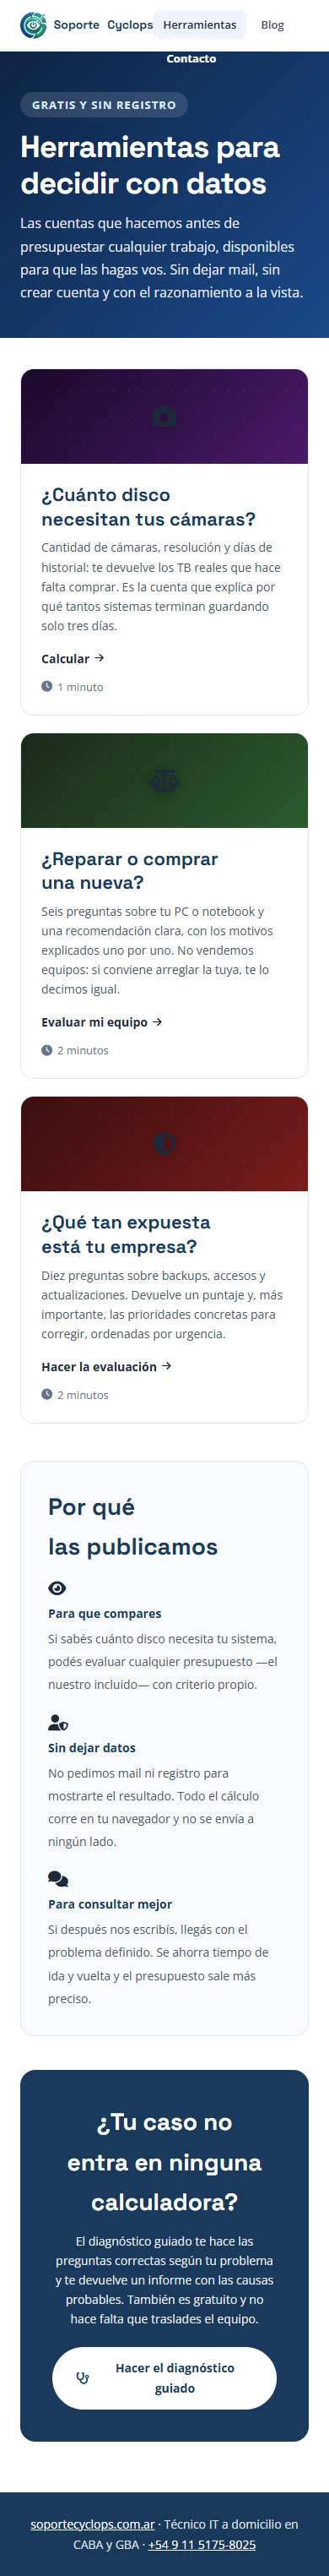 Soporte Cyclops
Herramientas
Blog
Contacto
GRATIS Y SIN REGISTRO
Herramientas para
decidir con datos
Las cuentas que hacemos antes de
presupuestar cualquier trabajo, disponibles
para que las hagas vos. Sin dejar mail, sin
crear cuenta y con el razonamiento a la vista.
¿Cuánto disco
necesitan tus cámaras?
Cantidad de cámaras, resolución y días de
historial: te devuelve los TB reales que hace
falta comprar. Es la cuenta que explica por
qué tantos sistemas terminan guardando
solo tres días.
Calcular →
1 minuto
¿Reparar o comprar
una nueva?
Seis preguntas sobre tu PC o notebook y
una recomendación clara, con los motivos
explicados uno por uno. No vendemos
equipos: si conviene arreglar la tuya, te lo
decimos igual.
Evaluar mi equipo →
2 minutos
¿Qué tan expuesta
está tu empresa?
Diez preguntas sobre backups, accesos y
actualizaciones. Devuelve un puntaje y, más
importante, las prioridades concretas para
corregir, ordenadas por urgencia.
Hacer la evaluación →
2 minutos
Por qué
las publicamos
Para que compares
Si sabés cuánto disco necesita tu sistema,
podés evaluar cualquier presupuesto —el
nuestro incluido— con criterio propio.
Sin dejar datos
No pedimos mail ni registro para
mostrarte el resultado. Todo el cálculo
corre en tu navegador y no se envía a
ningún lado.
Para consultar mejor
Si después nos escribís, llegás con el
problema definido. Se ahorra tiempo de
ida y vuelta y el presupuesto sale más
preciso.
¿Tu caso no
entra en ninguna
calculadora?
El diagnóstico guiado te hace las
preguntas correctas según tu problema
y te devuelve un informe con las causas
probables. También es gratuito y no
hace falta que traslades el equipo.
Hacer el diagnóstico
guiado
soportecyclops.com.ar · Técnico IT a domicilio en
CABA y GBA · +54 9 11 5175-8025